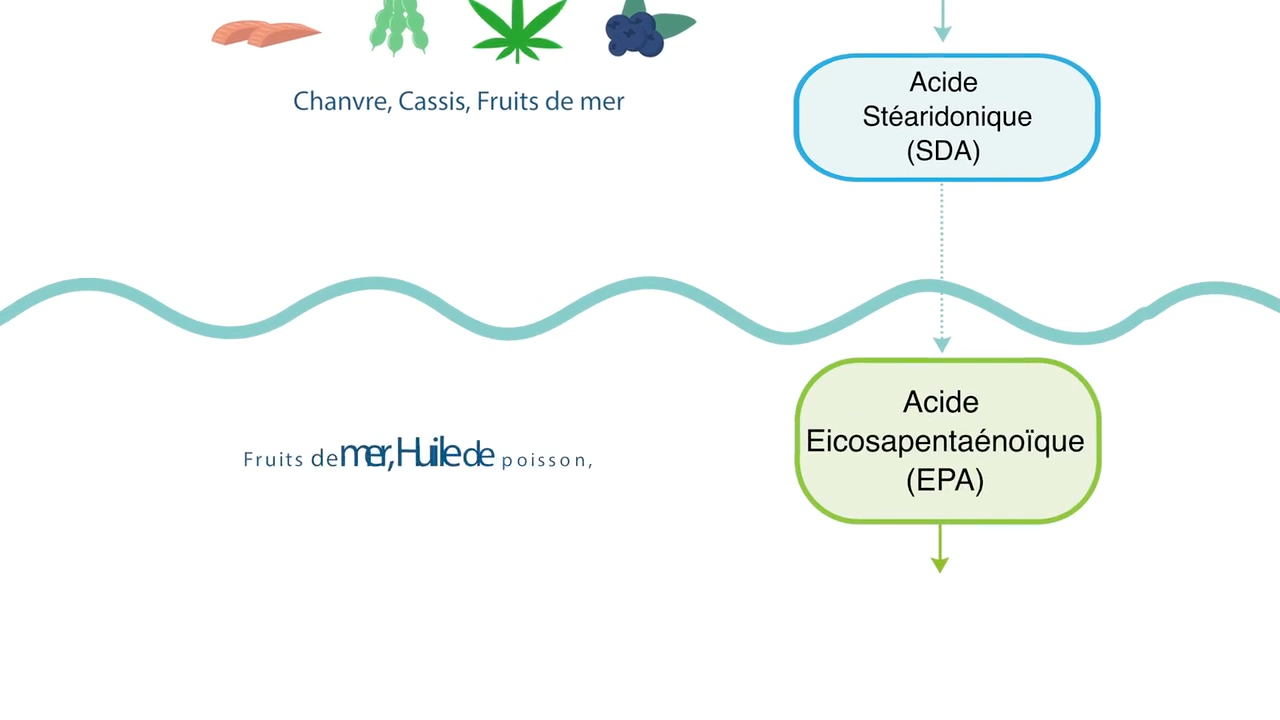 Chanvre, Cassis, Fruits de mer
Acide
Stéaridonique
(SDA)
Fruits de mer, Huile de poisson,
Acide
Eicosapentaénoïque
(EPA)